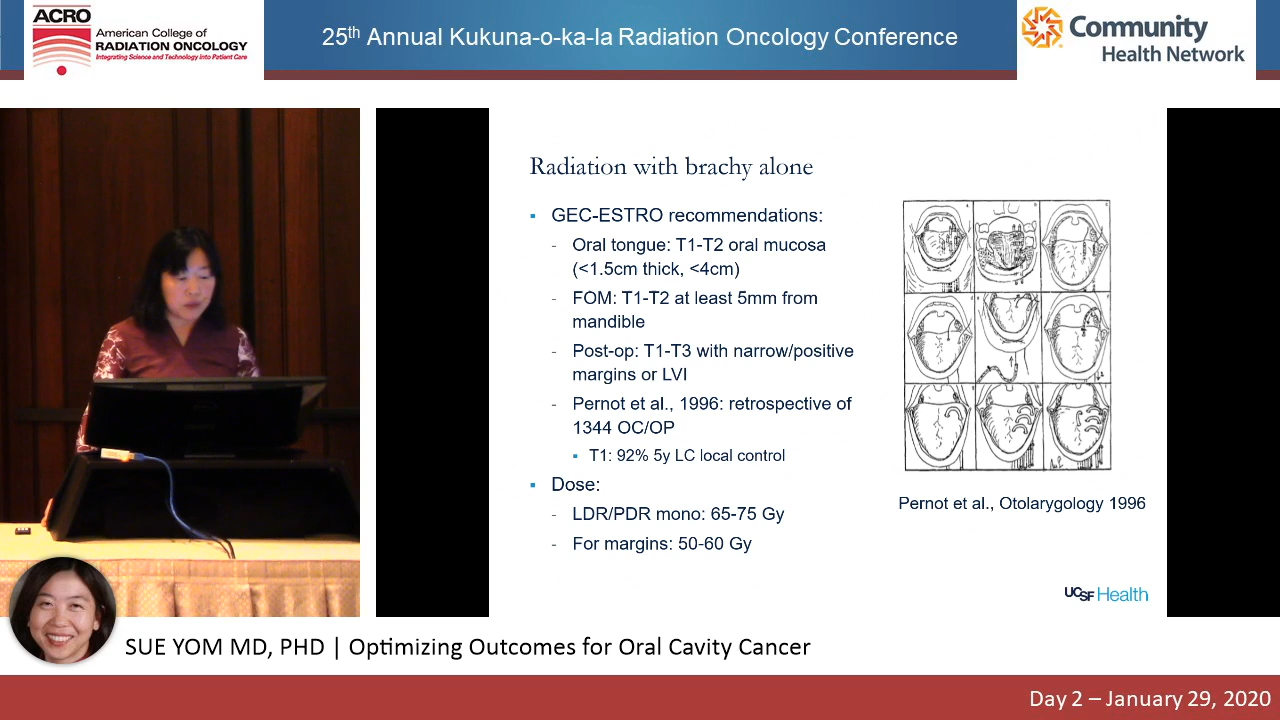 ACRO
American College of
RADIATION ONCOLOGY
Integrating Science and Technology Into Patient Care
25th Annual Kukuna-o-ka-la Radiation Oncology Conference
Community
Health Network
Radiation with brachy alone
▪ GEC-ESTRO recommendations:
- Oral tongue: T1-T2 oral mucosa
(<1.5cm thick, <4cm)
- FOM: T1-T2 at least 5mm from
mandible
- Post-op: T1-T3 with narrow/positive
margins or LVI
- Pernot et al., 1996: retrospective of
1344 OC/OP
▪ T1: 92% 5y LC local control
▪ Dose:
- LDR/PDR mono: 65-75 Gy
- For margins: 50-60 Gy
Pernot et al., Otolarygology 1996
UCSF Health
SUE YOM MD, PHD | Optimizing Outcomes for Oral Cavity Cancer
Day 2 – January 29, 2020